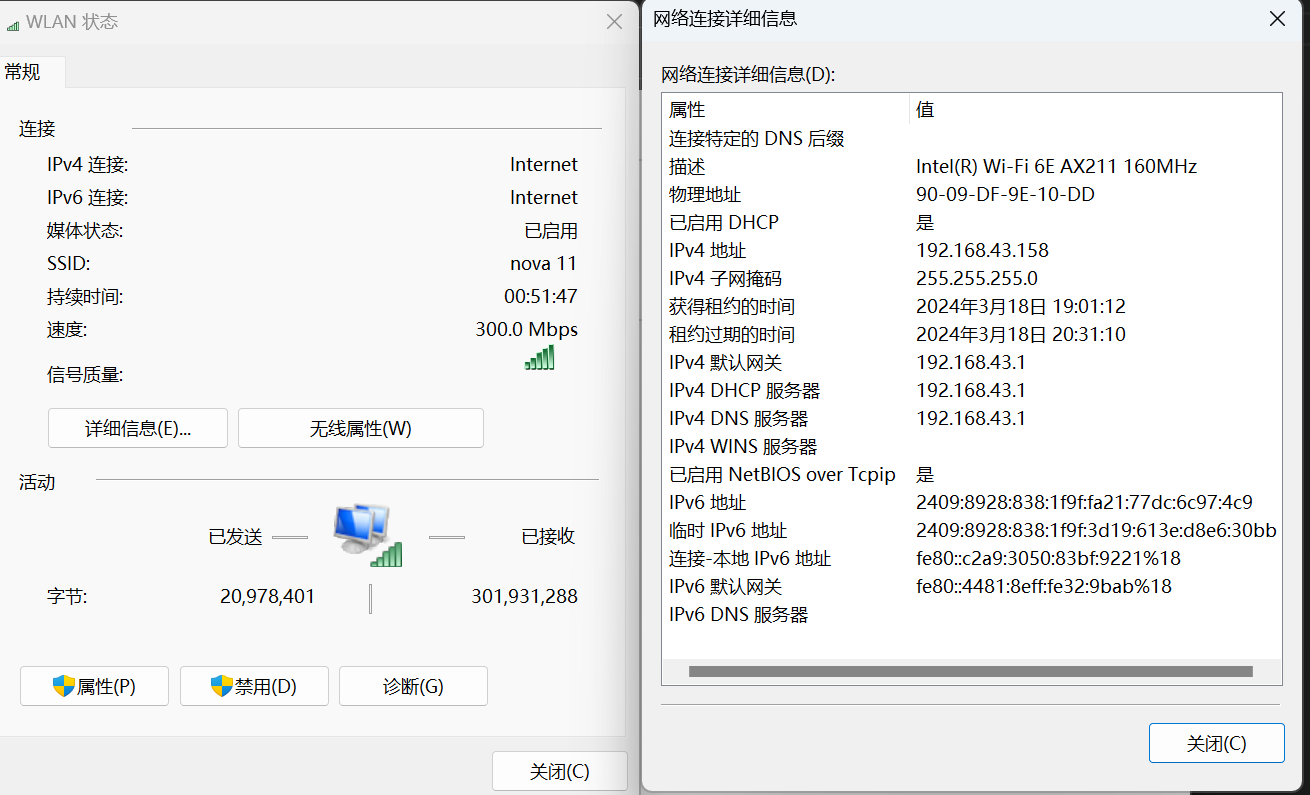 WLAN 状态
常规
连接
IPv4 连接: Internet
IPv6 连接: Internet
媒体状态: 已启用
SSID: nova 11
持续时间: 00:51:47
速度: 300.0 Mbps
信号质量:
详细信息(E)... 无线属性(W)
活动
已发送 已接收
字节: 20,978,401 301,931,288
属性(P) 禁用(D) 诊断(G)
关闭(C)
网络连接详细信息
网络连接详细信息(D):
属性 值
连接特定的 DNS 后缀
描述 Intel(R) Wi-Fi 6E AX211 160MHz
物理地址 90-09-DF-9E-10-DD
已启用 DHCP 是
IPv4 地址 192.168.43.158
IPv4 子网掩码 255.255.255.0
获得租约的时间 2024年3月18日 19:01:12
租约过期的时间 2024年3月18日 20:31:10
IPv4 默认网关 192.168.43.1
IPv4 DHCP 服务器 192.168.43.1
IPv4 DNS 服务器 192.168.43.1
IPv4 WINS 服务器
已启用 NetBIOS over Tcpip 是
IPv6 地址 2409:8928:838:1f9f:fa21:77dc:6c97:4c9
临时 IPv6 地址 2409:8928:838:1f9f:3d19:613e:d8e6:30bb
连接-本地 IPv6 地址 fe80::c2a9:3050:83bf:9221%18
IPv6 默认网关 fe80::4481:8eff:fe32:9bab%18
IPv6 DNS 服务器
关闭(C)